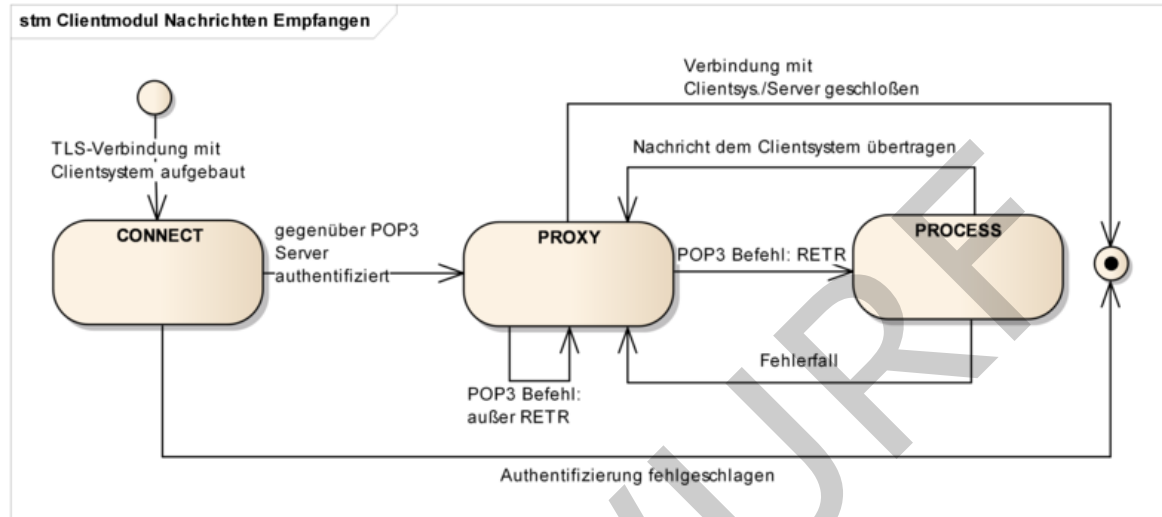 stm Clientmodul Nachrichten Empfangen
Verbindung mit
Clientsys./Server geschloßen
TLS-Verbindung mit
Clientsystem aufgebaut
Nachricht dem Clientsystem übertragen
CONNECT
gegenüber POP3
Server
authentifiziert
PROXY
POP3 Befehl: RETR
PROCESS
Fehlerfall
POP3 Befehl:
außer RETR
Authentifizierung fehlgeschlagen